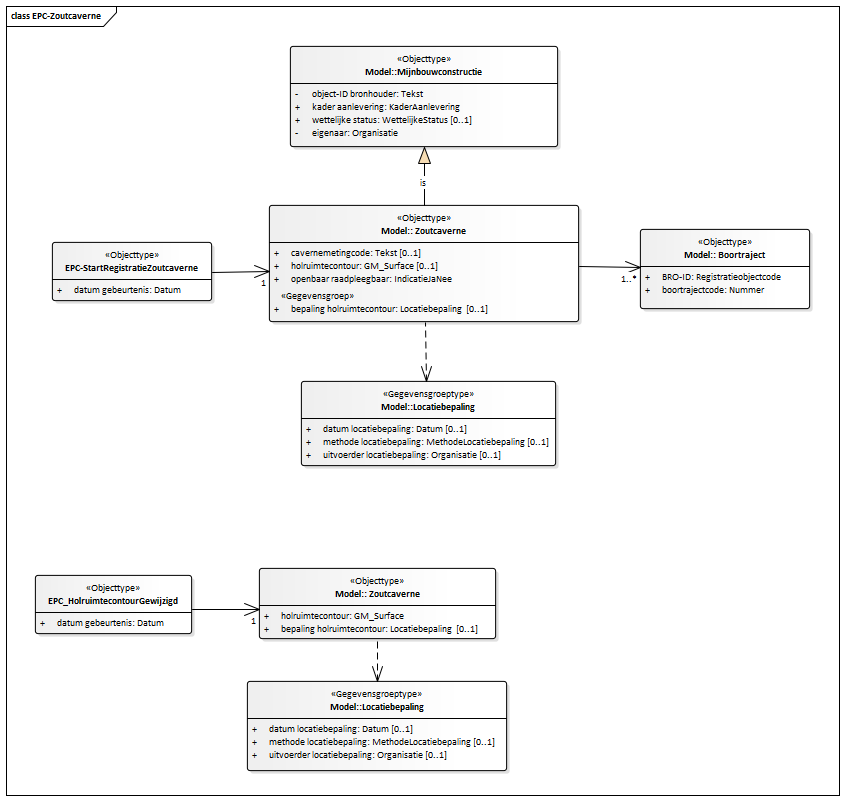 class EPC-Zoutcaverne
«Objecttype»
Model::Mijnbouwconstructie
- object-ID bronhouder: Tekst
+ kader aanlevering: KaderAanlevering
+ wettelijke status: WettelijkeStatus [0..1]
- eigenaar: Organisatie
is
«Objecttype»
EPC-StartRegistratieZoutcaverne
+ datum gebeurtenis: Datum
1
«Objecttype»
Model:: Zoutcaverne
+ cavernemetingcode: Tekst [0..1]
+ holruimtecontour: GM_Surface [0..1]
+ openbaar raadpleegbaar: IndicatieJaNee
«Gegevensgroep»
+ bepaling holruimtecontour: Locatiebepaling [0..1]
1..*
«Objecttype»
Model:: Boortraject
+ BRO-ID: Registratieobjectcode
+ boortrajectcode: Nummer
«Gegevensgroeptype»
Model::Locatiebepaling
+ datum locatiebepaling: Datum [0..1]
+ methode locatiebepaling: MethodeLocatiebepaling [0..1]
+ uitvoerder locatiebepaling: Organisatie [0..1]
«Objecttype»
EPC_HolruimtecontourGewijzigd
+ datum gebeurtenis: Datum
1
«Objecttype»
Model:: Zoutcaverne
+ holruimtecontour: GM_Surface
+ bepaling holruimtecontour: Locatiebepaling [0..1]
«Gegevensgroeptype»
Model::Locatiebepaling
+ datum locatiebepaling: Datum [0..1]
+ methode locatiebepaling: MethodeLocatiebepaling [0..1]
+ uitvoerder locatiebepaling: Organisatie [0..1]